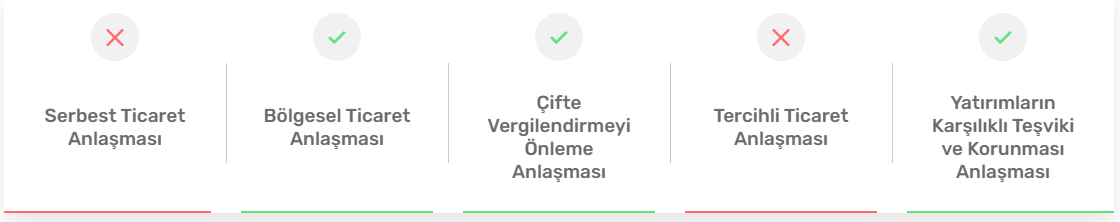 Serbest Ticaret
Anlaşması
Bölgesel Ticaret
Anlaşması
Çifte
Vergilendirmeyi
Önleme
Anlaşması
Tercihli Ticaret
Anlaşması
Yatırımların
Karşılıklı Teşviki
ve Korunması
Anlaşması